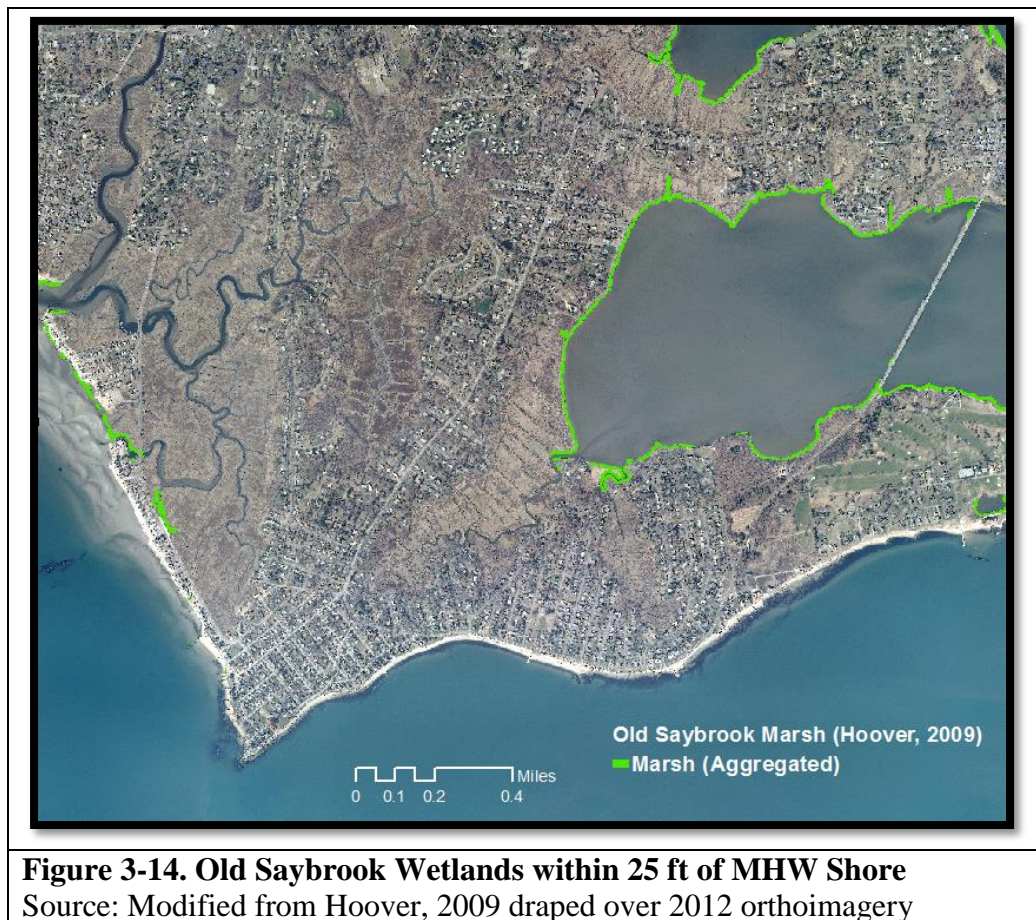 Old Saybrook Marsh (Hoover, 2009)
Marsh (Aggregated)
Miles
0 0.1 0.2 0.4
Figure 3-14. Old Saybrook Wetlands within 25 ft of MHW Shore
Source: Modified from Hoover, 2009 draped over 2012 orthoimagery